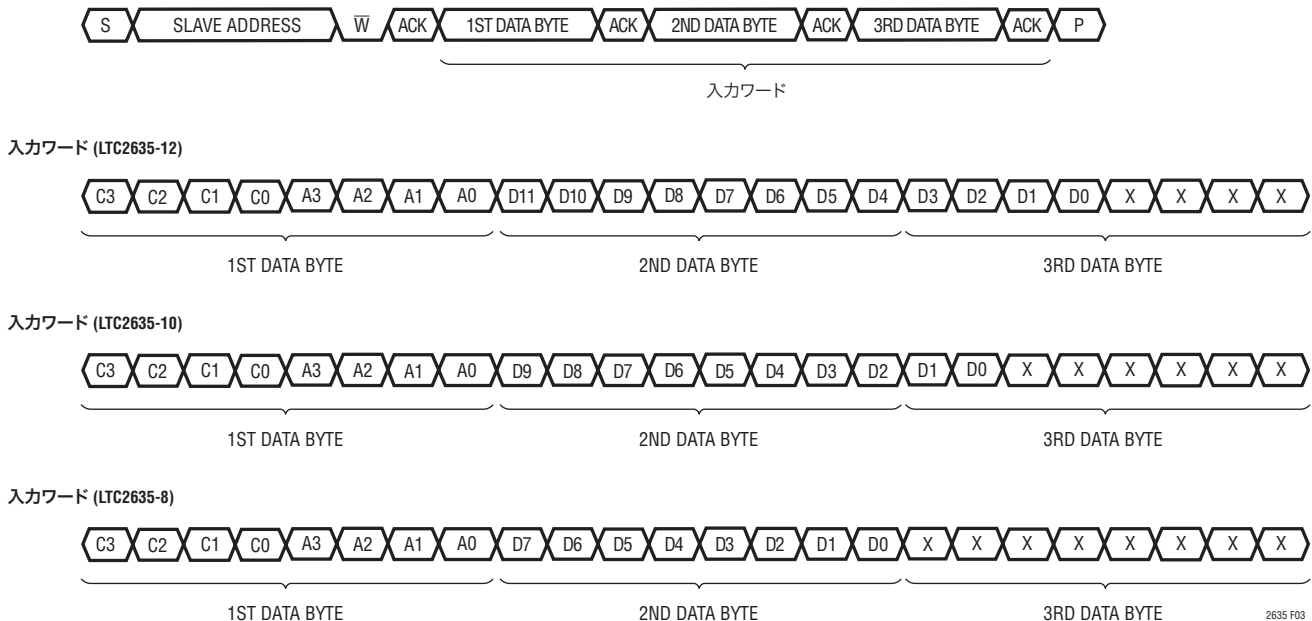 S SLAVE ADDRESS W̅ ACK 1ST DATA BYTE ACK 2ND DATA BYTE ACK 3RD DATA BYTE ACK P
入力ワード
入力ワード (LTC2635-12)
C3 C2 C1 C0 A3 A2 A1 A0 D11 D10 D9 D8 D7 D6 D5 D4 D3 D2 D1 D0 X X X X
1ST DATA BYTE 2ND DATA BYTE 3RD DATA BYTE
入力ワード (LTC2635-10)
C3 C2 C1 C0 A3 A2 A1 A0 D9 D8 D7 D6 D5 D4 D3 D2 D1 D0 X X X X X X
1ST DATA BYTE 2ND DATA BYTE 3RD DATA BYTE
入力ワード (LTC2635-8)
C3 C2 C1 C0 A3 A2 A1 A0 D7 D6 D5 D4 D3 D2 D1 D0 X X X X X X X X
1ST DATA BYTE 2ND DATA BYTE 3RD DATA BYTE
2635 F03